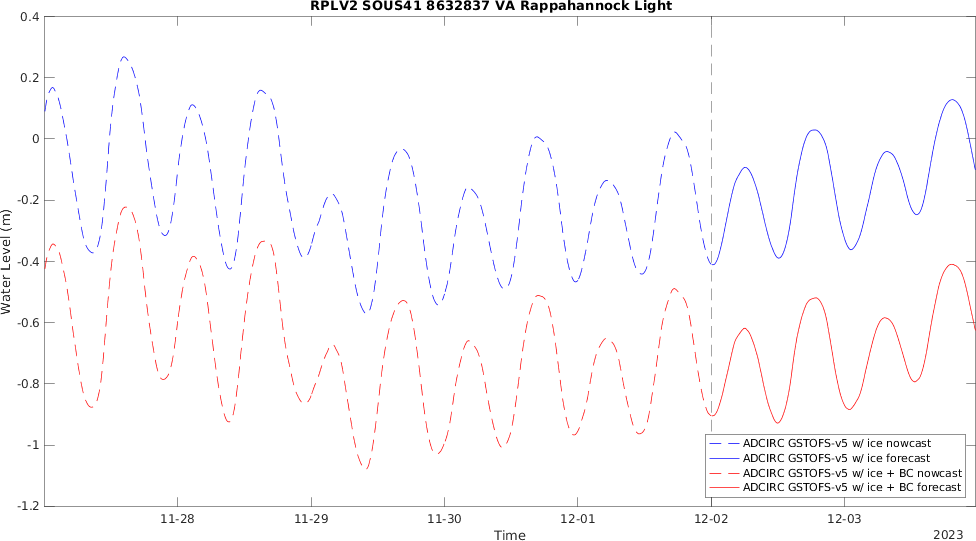 RPLV2 SOUS41 8632837 VA Rappahannock Light
0.4
0.2
0
-0.2
-0.4
-0.6
-0.8
-1
-1.2
Water Level (m)
ADCIRC GSTOFS-v5 w/ ice nowcast
ADCIRC GSTOFS-v5 w/ ice forecast
ADCIRC GSTOFS-v5 w/ ice + BC nowcast
ADCIRC GSTOFS-v5 w/ ice + BC forecast
11-28 11-29 11-30 12-01 12-02 12-03
Time
2023